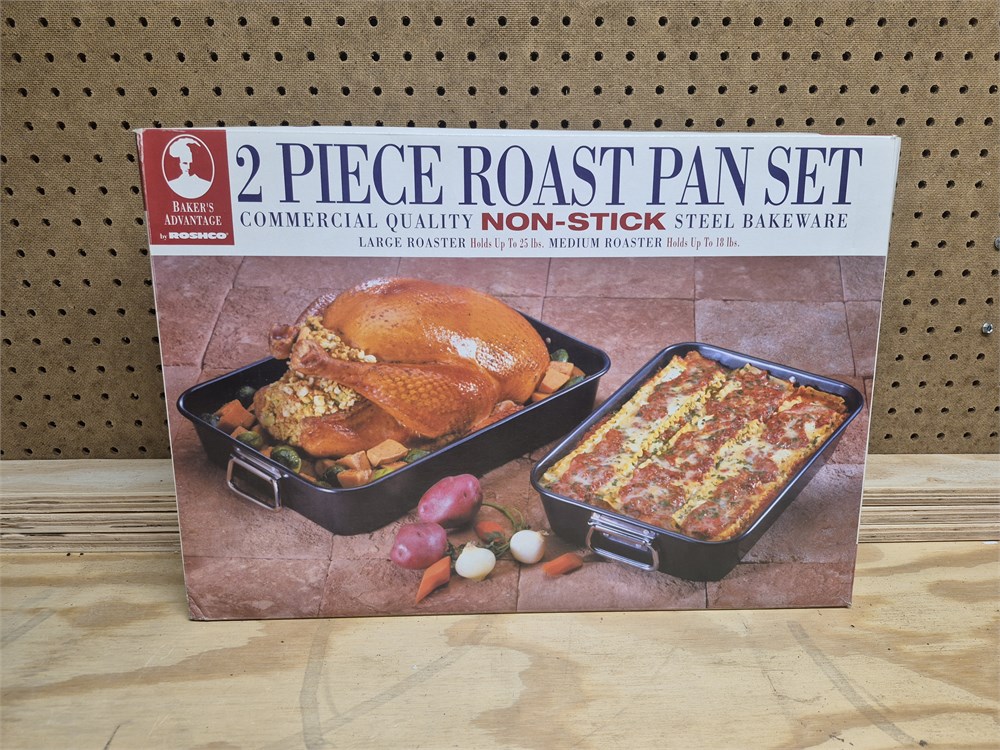 2 PIECE ROAST PAN SET
BAKER'S
ADVANTAGE
by ROSHCO®
COMMERCIAL QUALITY NON-STICK STEEL BAKEWARE
LARGE ROASTER Holds Up To 25 lbs. MEDIUM ROASTER Holds Up To 18 lbs.